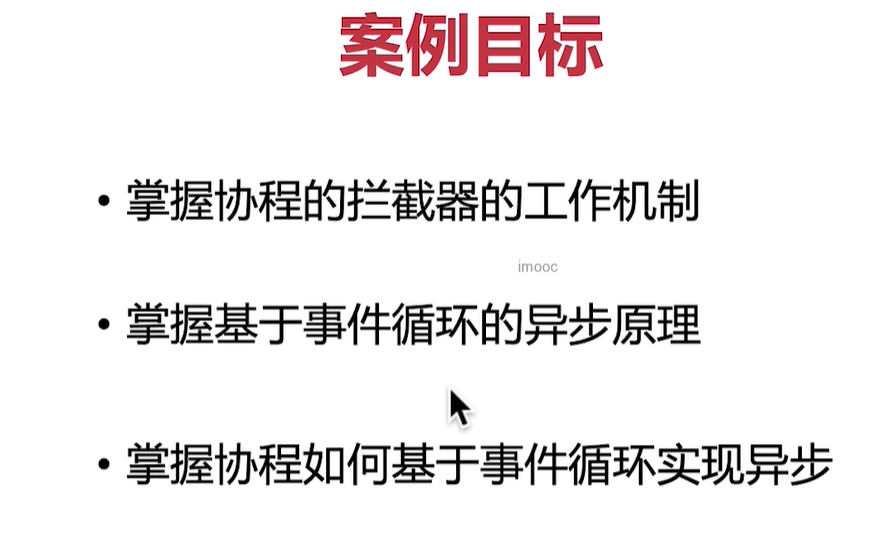 案例目标
• 掌握协程的拦截器的工作机制
imooc
• 掌握基于事件循环的异步原理
• 掌握协程如何基于事件循环实现异步